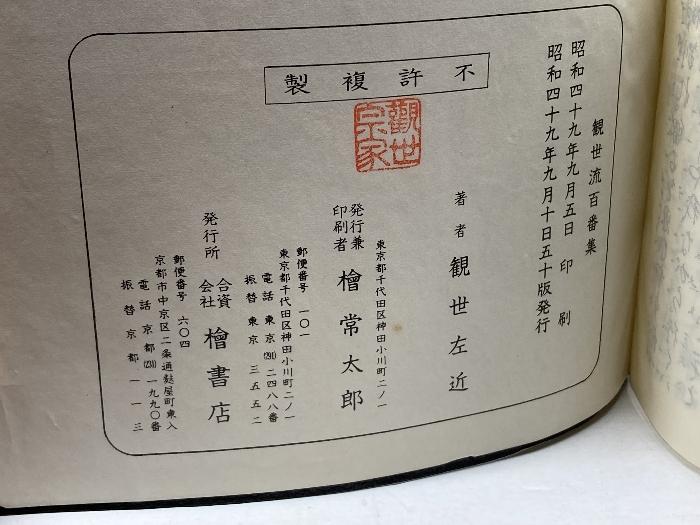 観世流百番集
昭和四十九年九月五日 印刷
昭和四十九年九月十日五十版発行
不許複製
觀世宗家
著者 観世左近
東京都千代田区神田小川町二ノ一
発行兼印刷者 檜常太郎
郵便番号 一〇一
東京都千代田区神田小川町二ノ一
電話 東京(291)二四八八番
振替 東京 三五五二
発行所 合資会社 檜書店
郵便番号 六〇四
京都市中京区二条通麩屋町東入
電話 京都(231)一九九〇番
振替 京都 一一三